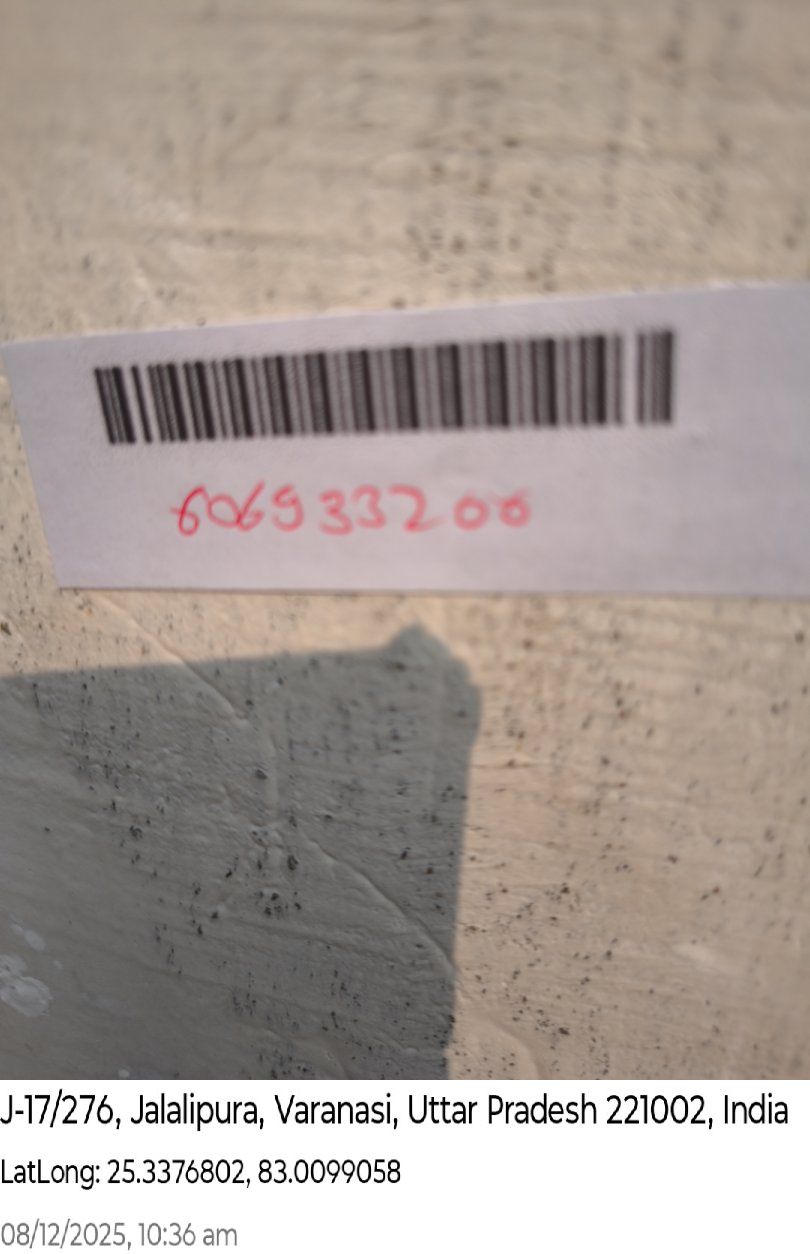 606933200
J-17/276, Jalalipura, Varanasi, Uttar Pradesh 221002, India
LatLong: 25.3376802, 83.0099058
08/12/2025, 10:36 am